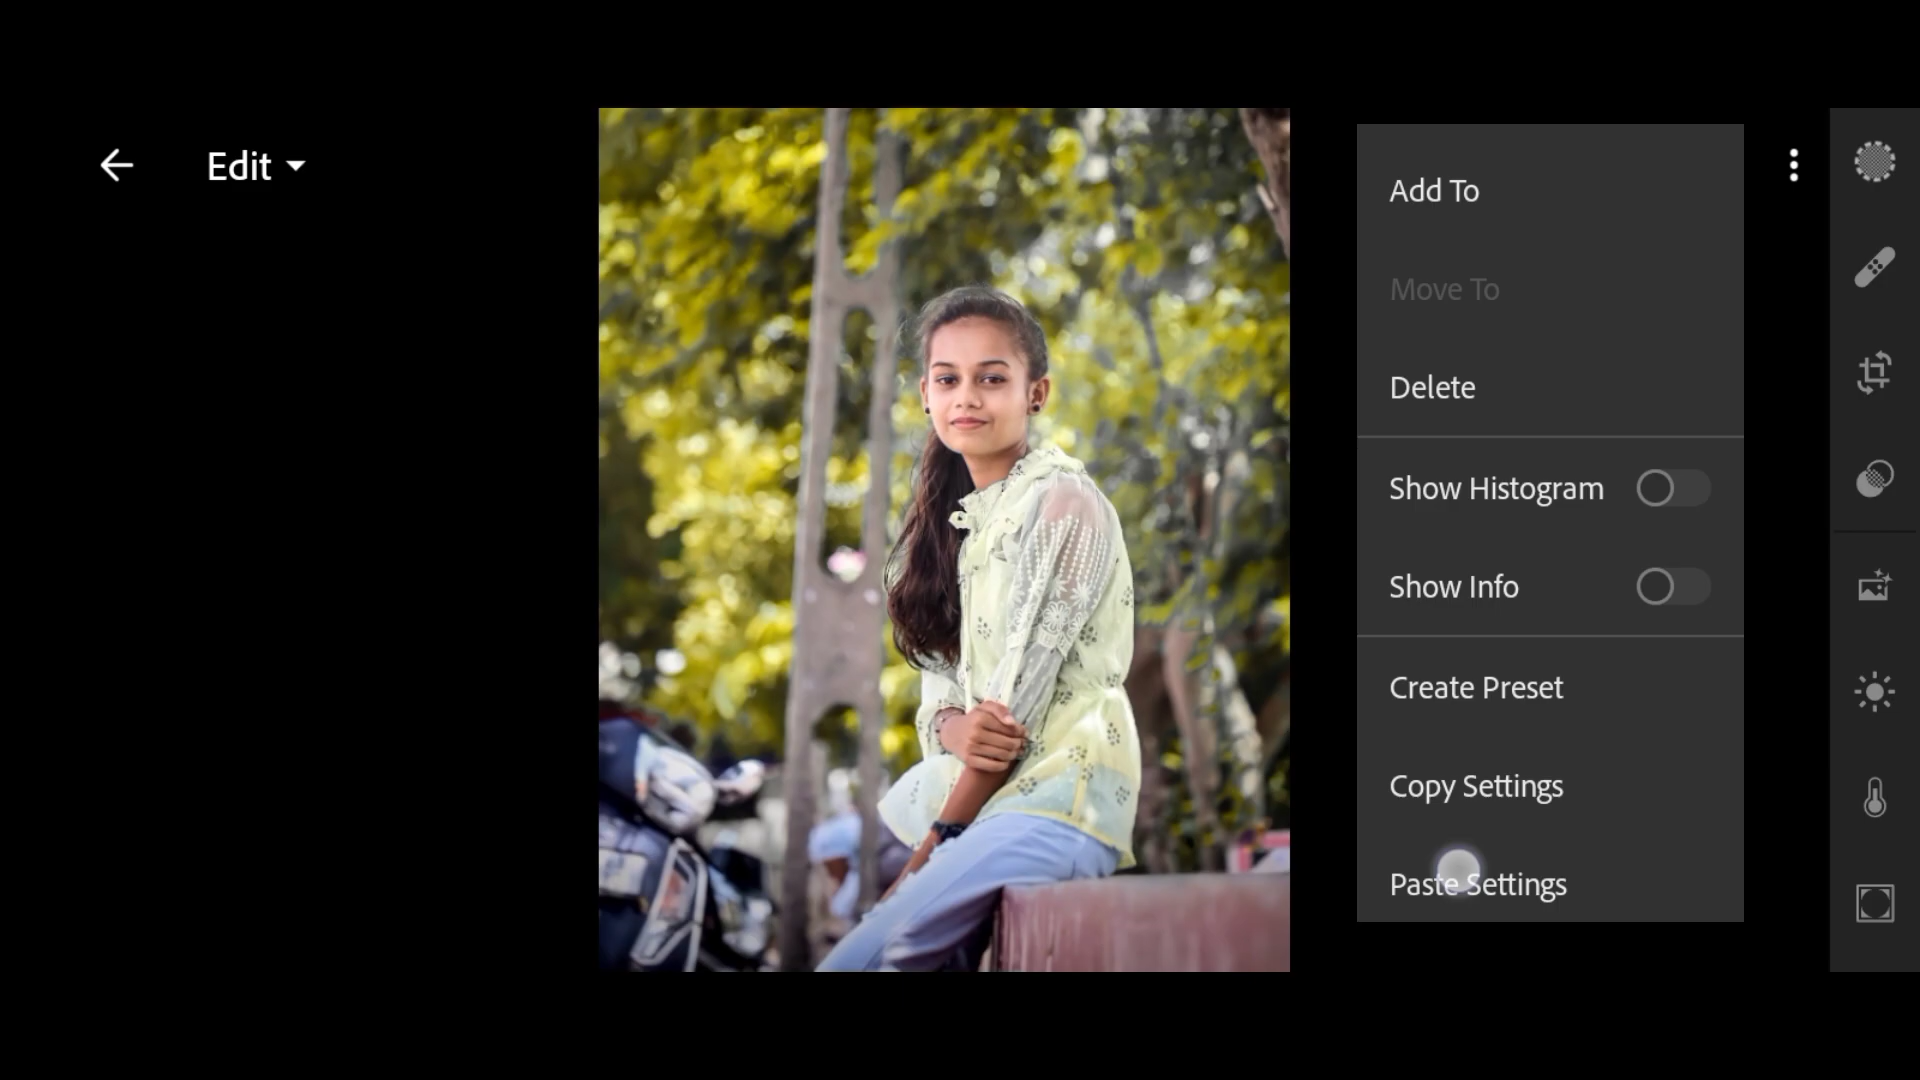 Edit
Add To
Move To
Delete
Show Histogram
Show Info
Create Preset
Copy Settings
Paste Settings